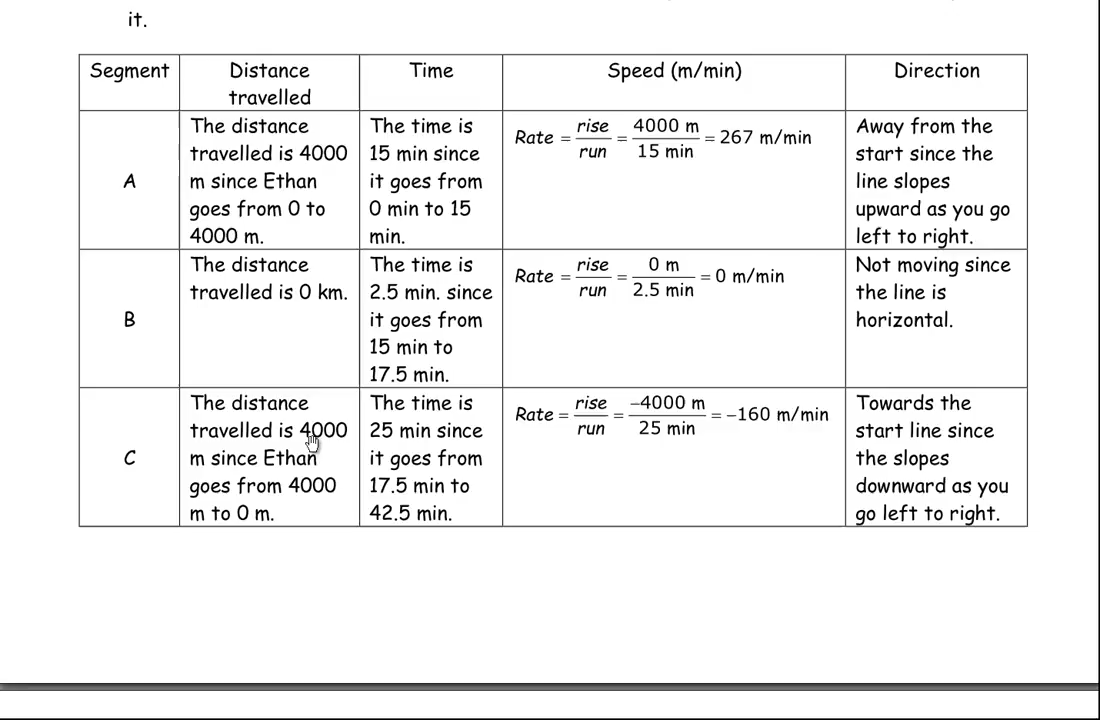 it.
Segment Distance travelled Time Speed (m/min) Direction
A
The distance
travelled is 4000
m since Ethan
goes from 0 to
4000 m.
The time is
15 min since
it goes from
0 min to 15
min.
Rate = rise/run = 4000 m/15 min = 267 m/min
Away from the
start since the
line slopes
upward as you go
left to right.
B
The distance
travelled is 0 km.
The time is
2.5 min. since
it goes from
15 min to
17.5 min.
Rate = rise/run = 0 m/2.5 min = 0 m/min
Not moving since
the line is
horizontal.
C
The distance
travelled is 4000
m since Ethan
goes from 4000
m to 0 m.
The time is
25 min since
it goes from
17.5 min to
42.5 min.
Rate = rise/run = −4000 m/25 min = −160 m/min
Towards the
start line since
the slopes
downward as you
go left to right.